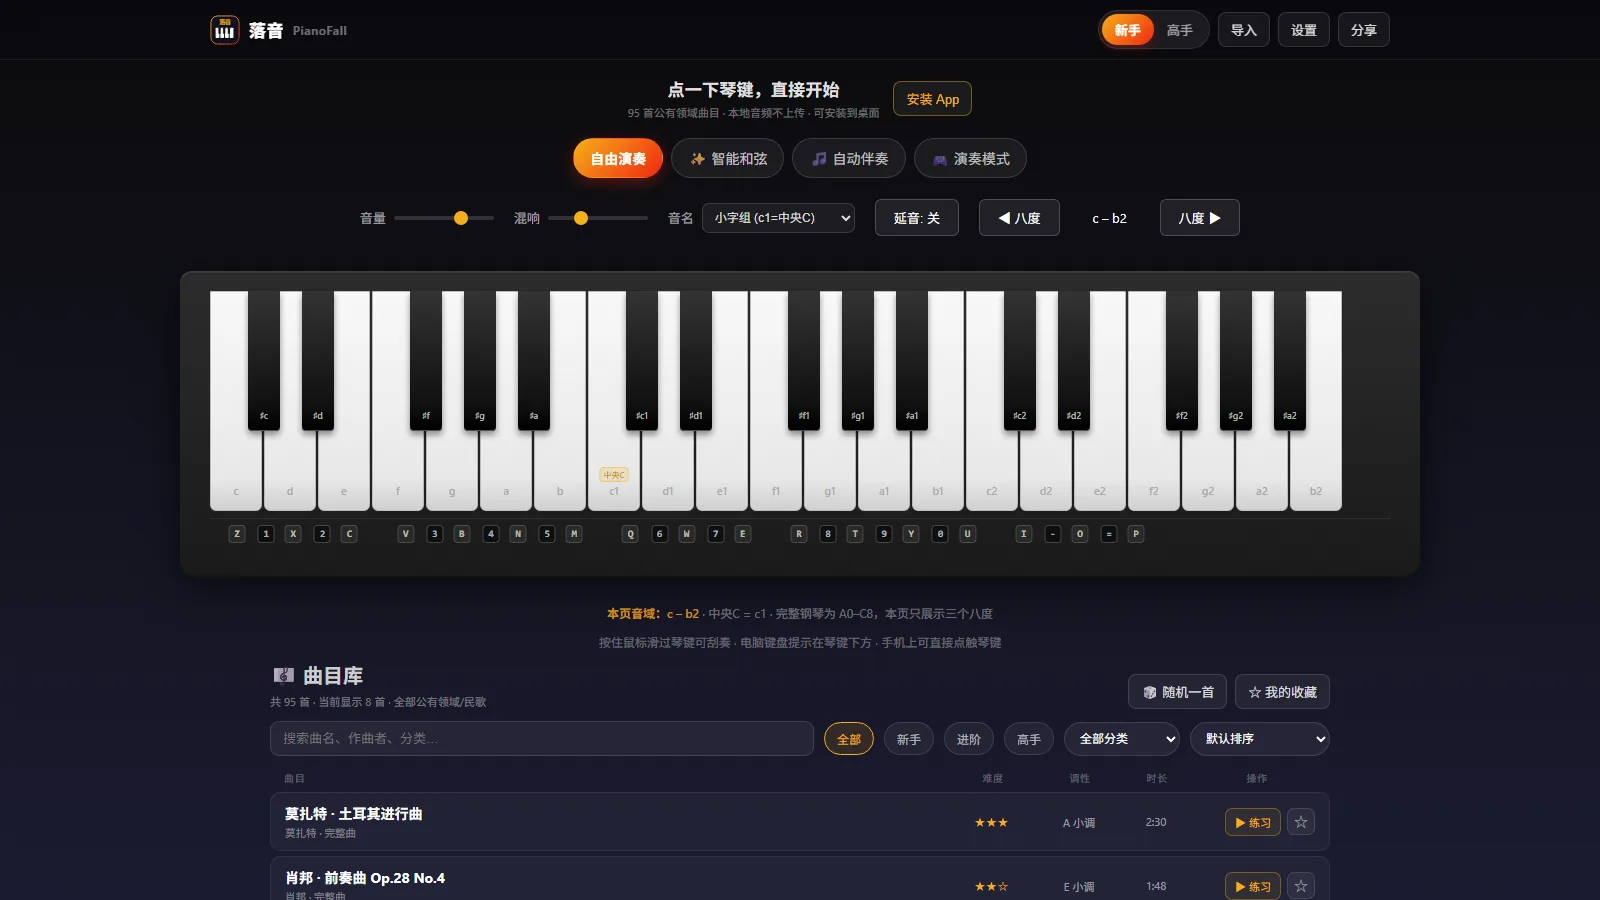 落音
落音 PianoFall
新手 高手 导入 设置 分享
点一下琴键，直接开始
95 首公有领域曲目 · 本地音频不上传 · 可安装到桌面
安装 App
自由演奏 智能和弦 自动伴奏 演奏模式
音量 混响 音名 小字组 (c1=中央C) 延音: 关 ◀ 八度 c – b2 八度 ▶
♯c ♯d ♯f ♯g ♯a ♯c1 ♯d1 ♯f1 ♯g1 ♯a1 ♯c2 ♯d2 ♯f2 ♯g2 ♯a2
中央C
c d e f g a b c1 d1 e1 f1 g1 a1 b1 c2 d2 e2 f2 g2 a2 b2
Z 1 X 2 C V 3 B 4 N 5 M Q 6 W 7 E R 8 T 9 Y 0 U I - O = P
本页音域：c – b2 · 中央C = c1 · 完整钢琴为 A0–C8，本页只展示三个八度
按住鼠标滑过琴键可刮奏 · 电脑键盘提示在琴键下方 · 手机上可直接点触琴键
曲目库
共 95 首 · 当前显示 8 首 · 全部公有领域/民歌
随机一首 ☆ 我的收藏
搜索曲名、作曲者、分类… 全部 新手 进阶 高手 全部分类 默认排序
曲目 难度 调性 时长 操作
莫扎特 · 土耳其进行曲
莫扎特 · 完整曲
★★★ A 小调 2:30 ▶ 练习 ☆
肖邦 · 前奏曲 Op.28 No.4
肖邦 · 完整曲
★★☆ E 小调 1:48 ▶ 练习 ☆